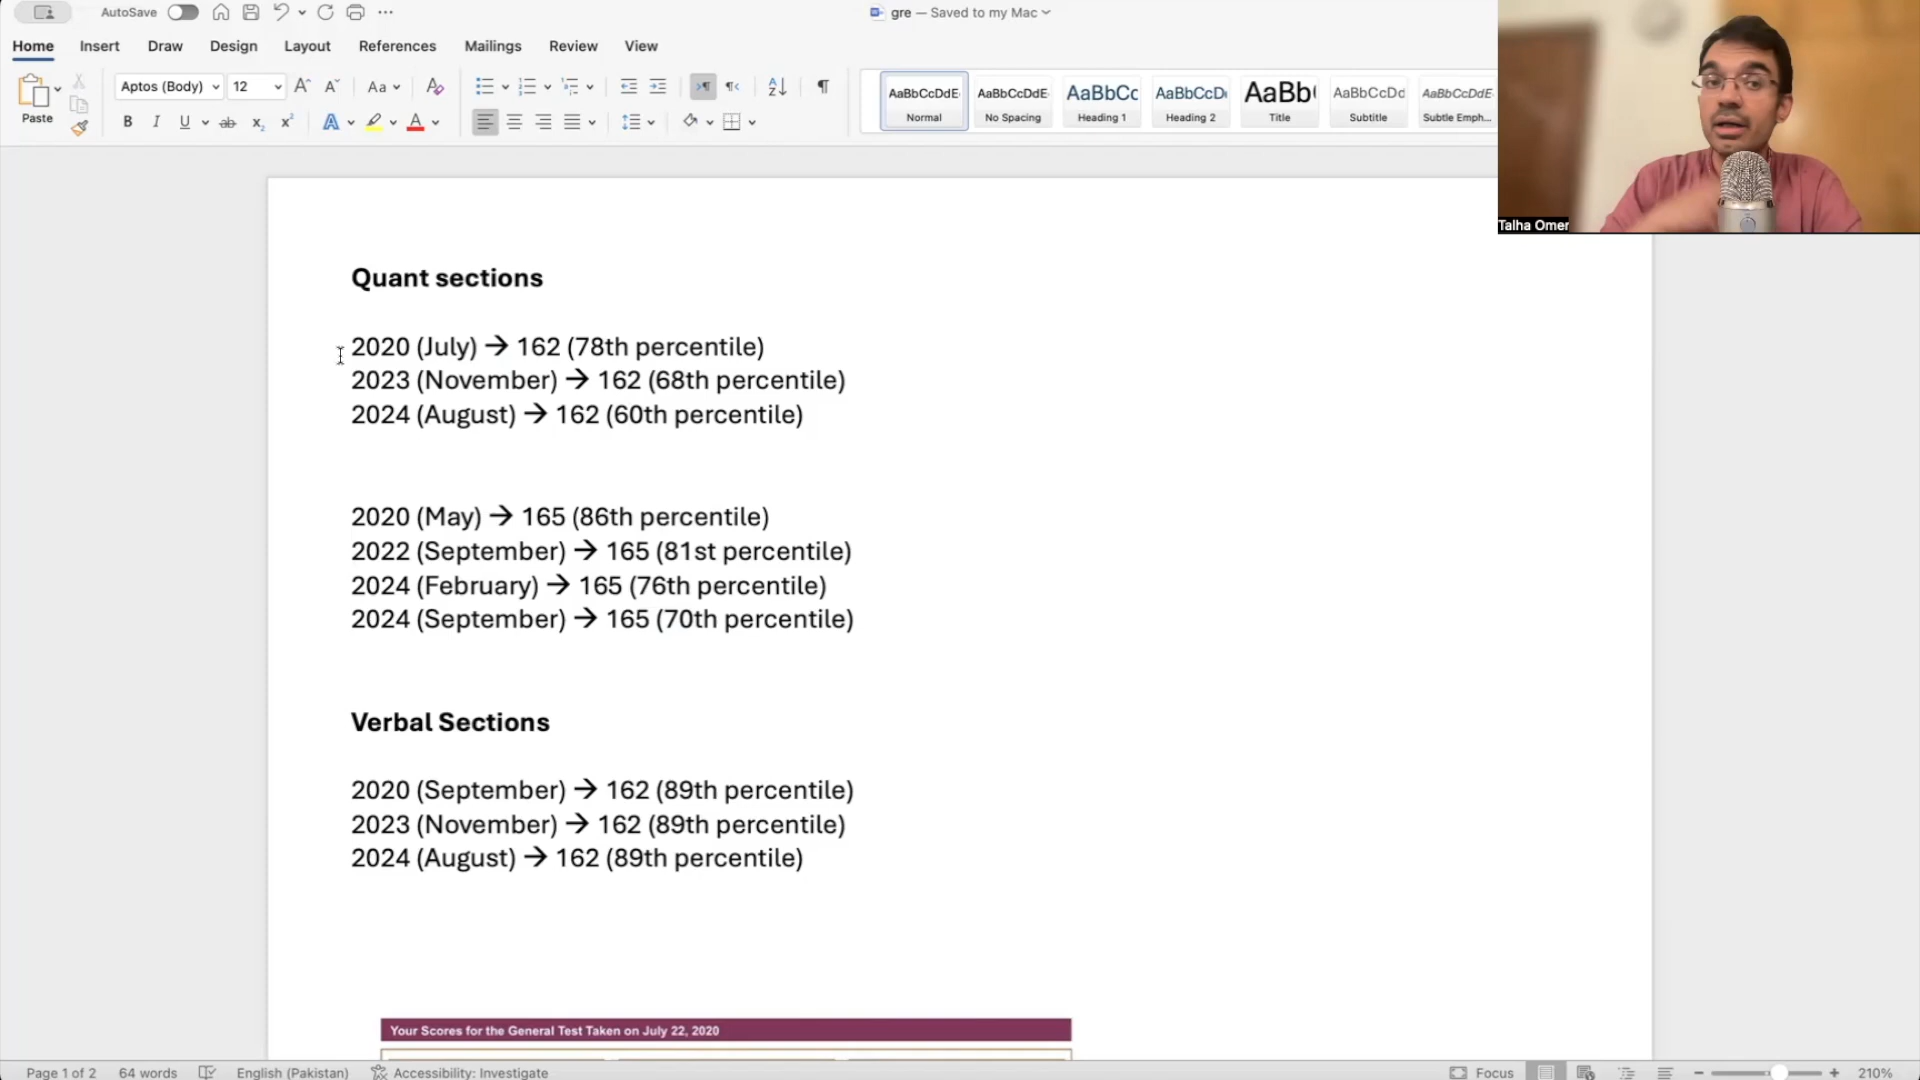 AutoSave
gre — Saved to my Mac
Home Insert Draw Design Layout References Mailings Review View
Paste
Aptos (Body) 12 Aa
B I U ab x₂ x² A A
AaBbCcDdE AaBbCcDdE AaBbCc AaBbCcD AaBb( AaBbCcDd AaBbCcDdE
Normal No Spacing Heading 1 Heading 2 Title Subtitle Subtle Emph...
Talha Omer
Quant sections
2020 (July) → 162 (78th percentile)
2023 (November) → 162 (68th percentile)
2024 (August) → 162 (60th percentile)
2020 (May) → 165 (86th percentile)
2022 (September) → 165 (81st percentile)
2024 (February) → 165 (76th percentile)
2024 (September) → 165 (70th percentile)
Verbal Sections
2020 (September) → 162 (89th percentile)
2023 (November) → 162 (89th percentile)
2024 (August) → 162 (89th percentile)
Your Scores for the General Test Taken on July 22, 2020
Page 1 of 2 64 words English (Pakistan) Accessibility: Investigate Focus 210%